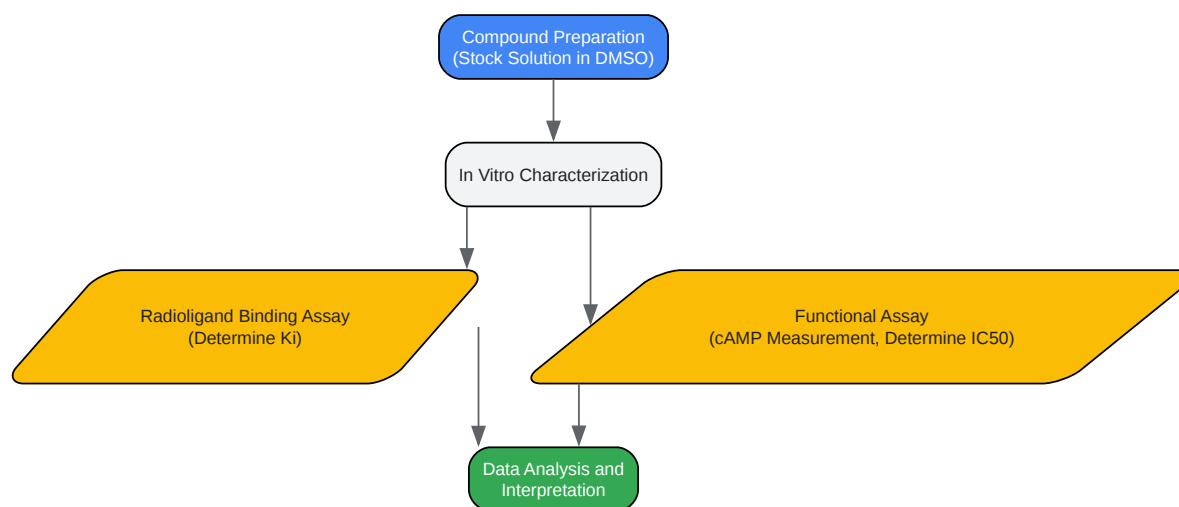 Compound Preparation
(Stock Solution in DMSO)
In Vitro Characterization
Radioligand Binding Assay
(Determine Ki)
Functional Assay
(cAMP Measurement, Determine IC50)
Data Analysis and
Interpretation